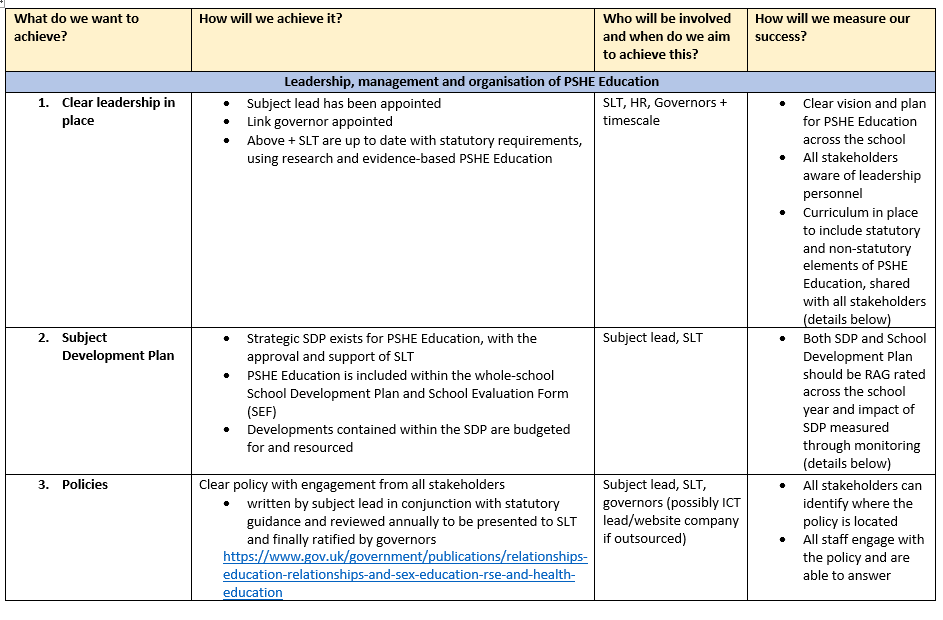 What do we want to
achieve?
How will we achieve it?
Who will be involved
and when do we aim
to achieve this?
How will we measure our
success?
Leadership, management and organisation of PSHE Education
1. Clear leadership in
place
• Subject lead has been appointed
• Link governor appointed
• Above + SLT are up to date with statutory requirements,
using research and evidence-based PSHE Education
SLT, HR, Governors +
timescale
• Clear vision and plan
for PSHE Education
across the school
• All stakeholders
aware of leadership
personnel
• Curriculum in place
to include statutory
and non-statutory
elements of PSHE
Education, shared
with all stakeholders
(details below)
2. Subject
Development Plan
• Strategic SDP exists for PSHE Education, with the
approval and support of SLT
• PSHE Education is included within the whole-school
School Development Plan and School Evaluation Form
(SEF)
• Developments contained within the SDP are budgeted
for and resourced
Subject lead, SLT
• Both SDP and School
Development Plan
should be RAG rated
across the school
year and impact of
SDP measured
through monitoring
(details below)
3. Policies
Clear policy with engagement from all stakeholders
• written by subject lead in conjunction with statutory
guidance and reviewed annually to be presented to SLT
and finally ratified by governors
https://www.gov.uk/government/publications/relationships-
education-relationships-and-sex-education-rse-and-health-
education
Subject lead, SLT,
governors (possibly ICT
lead/website company
if outsourced)
• All stakeholders can
identify where the
policy is located
• All staff engage with
the policy and are
able to answer